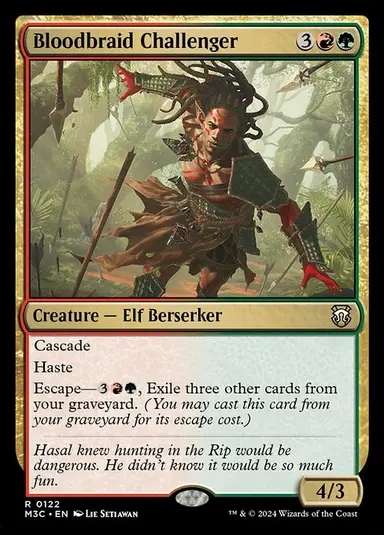 Bloodbraid Challenger 3
Creature — Elf Berserker
Cascade
Haste
Escape—3, Exile three other cards from
your graveyard. (You may cast this card from
your graveyard for its escape cost.)
Hasal knew hunting in the Rip would be
dangerous. He didn't know it would be so much
fun.
4/3
R 0122
M3C • EN Lie Setiawan
™ & © 2024 Wizards of the Coast